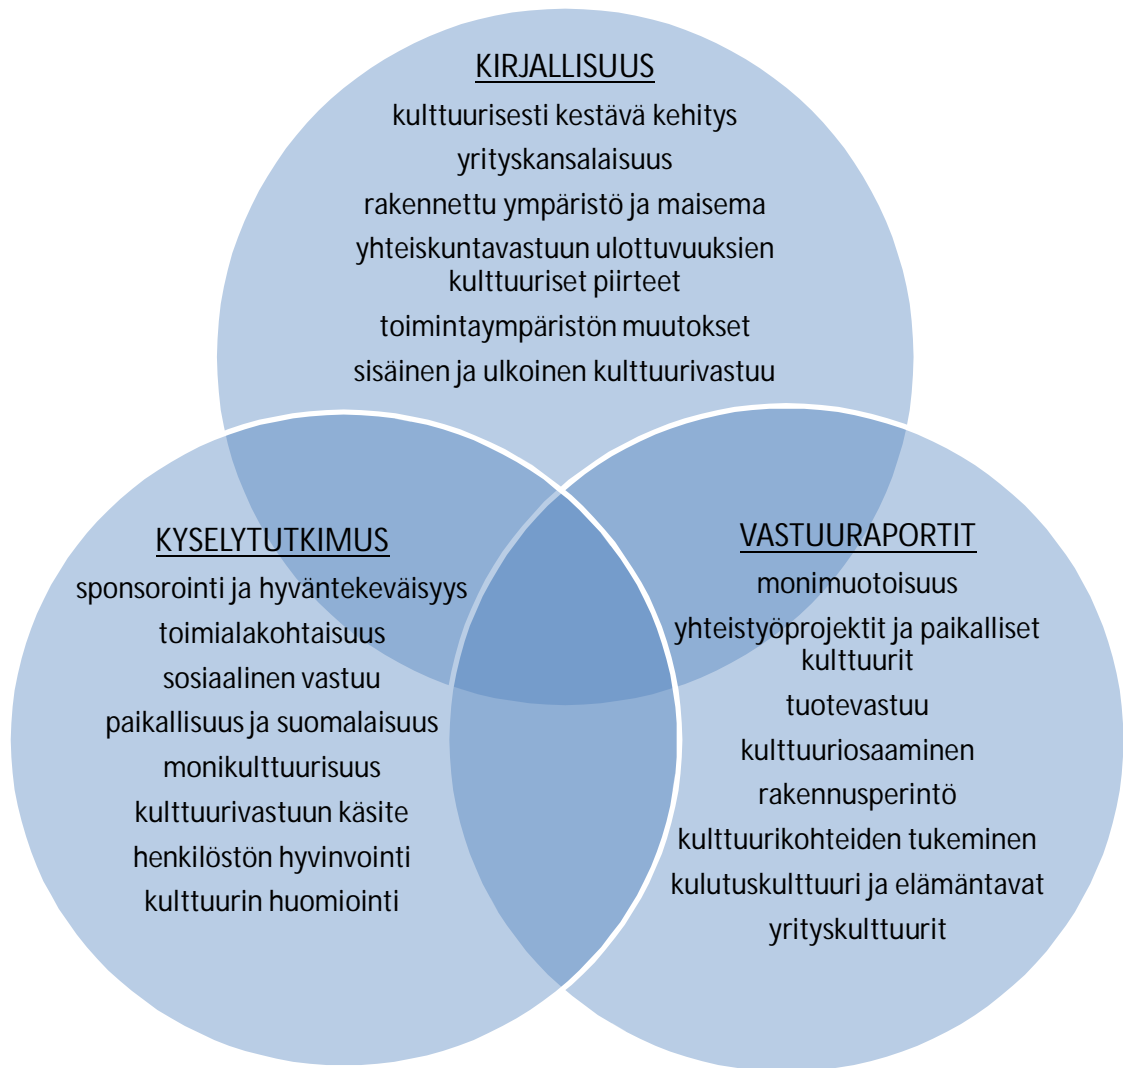 KIRJALLISUUS
kulttuurisesti kestävä kehitys
yrityskansalaisuus
rakennettu ympäristö ja maisema
yhteiskuntavastuun ulottuvuuksien
kulttuuriset piirteet
toimintaympäristön muutokset
sisäinen ja ulkoinen kulttuurivastuu
KYSELYTUTKIMUS
sponsorointi ja hyväntekeväisyys
toimialakohtaisuus
sosiaalinen vastuu
paikallisuus ja suomalaisuus
monikulttuurisuus
kulttuurivastuun käsite
henkilöstön hyvinvointi
kulttuurin huomiointi
VASTUURAPORTIT
monimuotoisuus
yhteistyöprojektit ja paikalliset
kulttuurit
tuotevastuu
kulttuuriosaaminen
rakennusperintö
kulttuurikohteiden tukeminen
kulutuskulttuuri ja elämäntavat
yrityskulttuurit